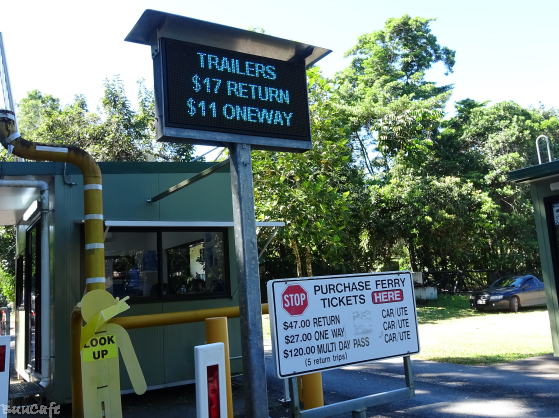 TRAILERS
$17 RETURN
$11 ONEWAY
PURCHASE FERRY
STOP TICKETS HERE
$47.00 RETURN CAR/UTE
$27.00 ONE WAY CAR/UTE
$120.00 MULTI DAY PASS CAR/UTE
(5 return trips)
LOOK
UP
BuuCafe